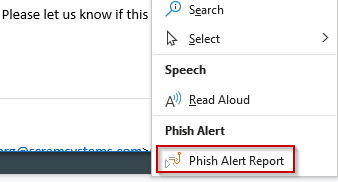 Please let us know if this
Search
Select
Speech
Read Aloud
Phish Alert
Phish Alert Report